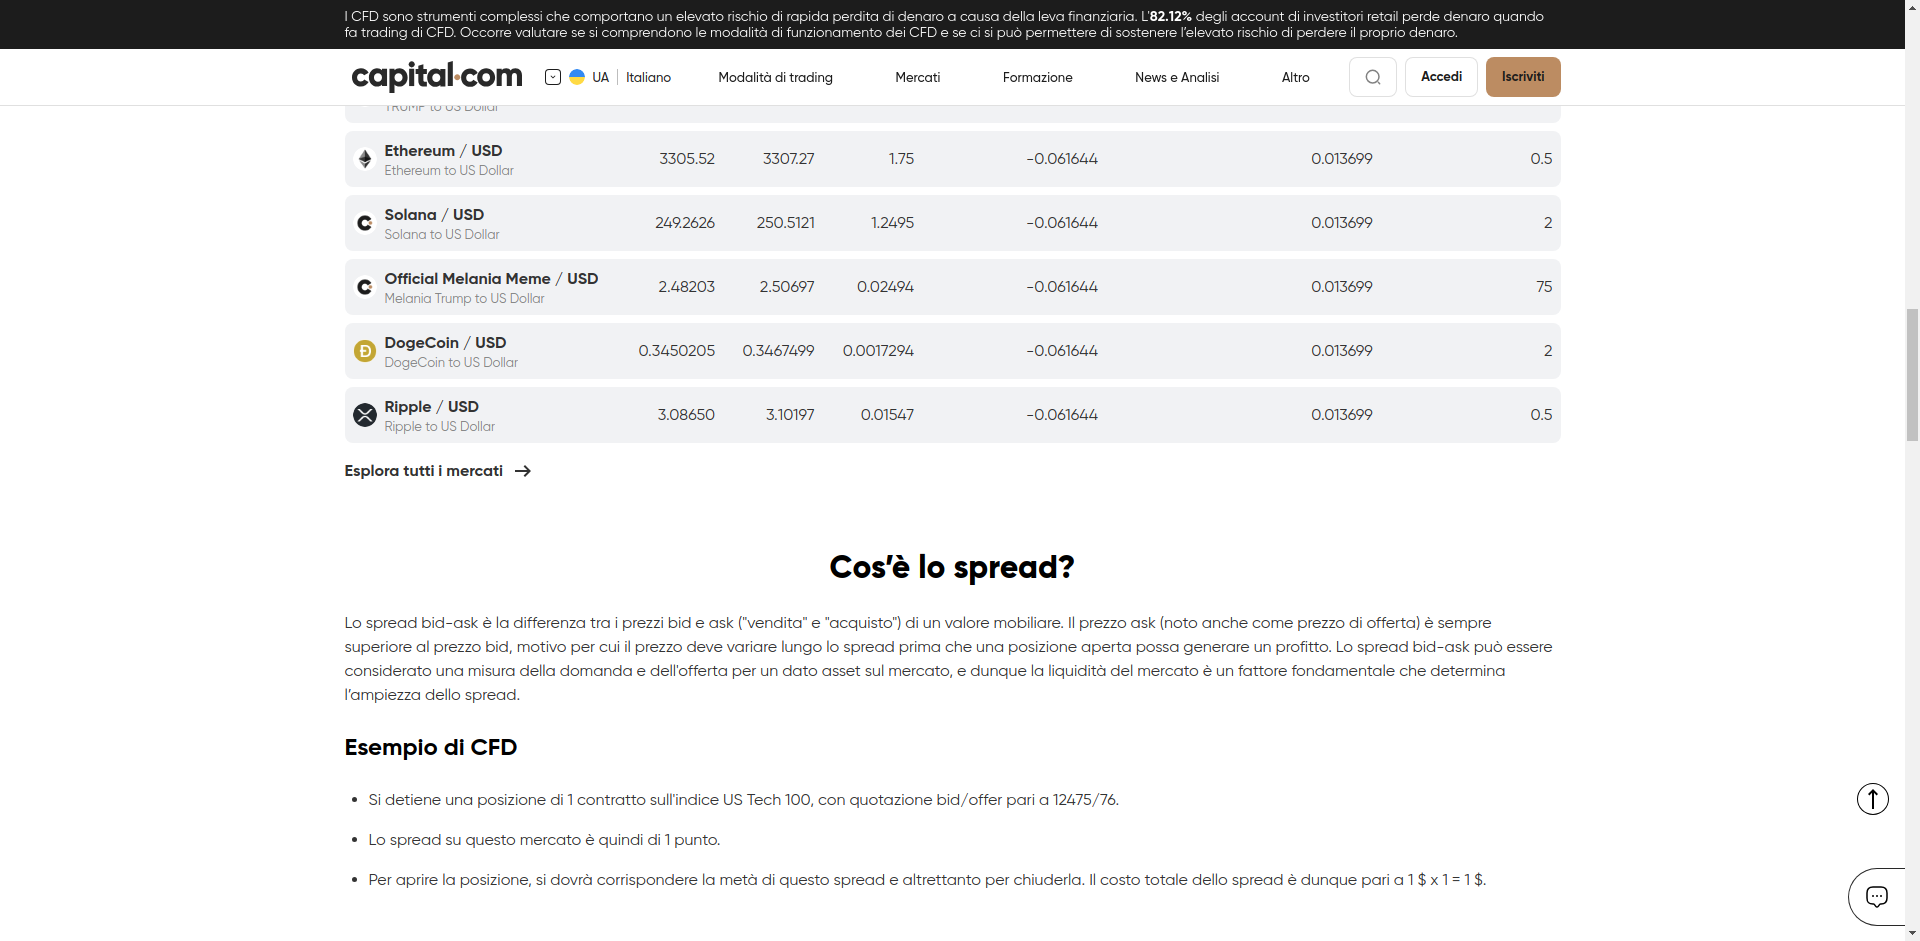 I CFD sono strumenti complessi che comportano un elevato rischio di rapida perdita di denaro a causa della leva finanziaria. L'82.12% degli account di investitori retail perde denaro quando
fa trading di CFD. Occorre valutare se si comprendono le modalità di funzionamento dei CFD e se ci si può permettere di sostenere l'elevato rischio di perdere il proprio denaro.
capital.com UA Italiano Modalità di trading Mercati Formazione News e Analisi Altro Accedi Iscriviti
TRUMP to US Dollar
Ethereum / USD 3305.52 3307.27 1.75 -0.061644 0.013699 0.5
Ethereum to US Dollar
Solana / USD 249.2626 250.5121 1.2495 -0.061644 0.013699 2
Solana to US Dollar
Official Melania Meme / USD 2.48203 2.50697 0.02494 -0.061644 0.013699 75
Melania Trump to US Dollar
DogeCoin / USD 0.3450205 0.3467499 0.0017294 -0.061644 0.013699 2
DogeCoin to US Dollar
Ripple / USD 3.08650 3.10197 0.01547 -0.061644 0.013699 0.5
Ripple to US Dollar
Esplora tutti i mercati
Cos'è lo spread?
Lo spread bid-ask è la differenza tra i prezzi bid e ask ("vendita" e "acquisto") di un valore mobiliare. Il prezzo ask (noto anche come prezzo di offerta) è sempre
superiore al prezzo bid, motivo per cui il prezzo deve variare lungo lo spread prima che una posizione aperta possa generare un profitto. Lo spread bid-ask può essere
considerato una misura della domanda e dell'offerta per un dato asset sul mercato, e dunque la liquidità del mercato è un fattore fondamentale che determina
l'ampiezza dello spread.
Esempio di CFD
• Si detiene una posizione di 1 contratto sull'indice US Tech 100, con quotazione bid/offer pari a 12475/76.
• Lo spread su questo mercato è quindi di 1 punto.
• Per aprire la posizione, si dovrà corrispondere la metà di questo spread e altrettanto per chiuderla. Il costo totale dello spread è dunque pari a 1 $ x 1 = 1 $.